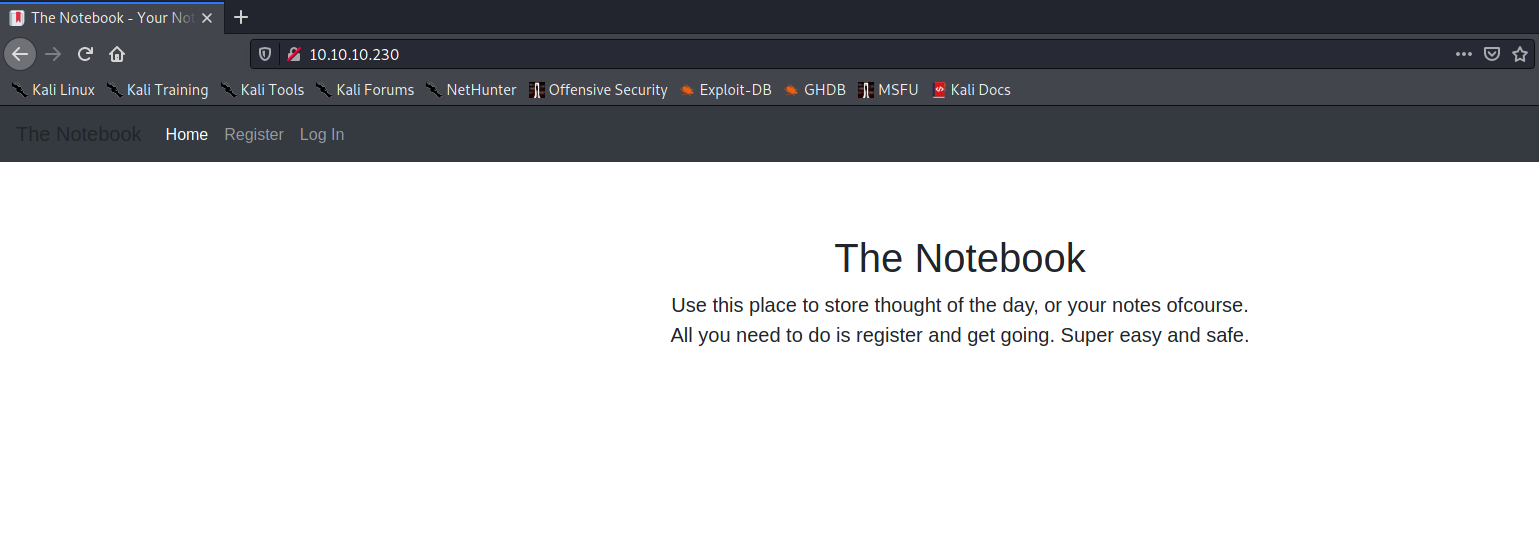 The Notebook - Your Not
10.10.10.230
Kali Linux Kali Training Kali Tools Kali Forums NetHunter Offensive Security Exploit-DB GHDB MSFU Kali Docs
The Notebook Home Register Log In
The Notebook
Use this place to store thought of the day, or your notes ofcourse.
All you need to do is register and get going. Super easy and safe.